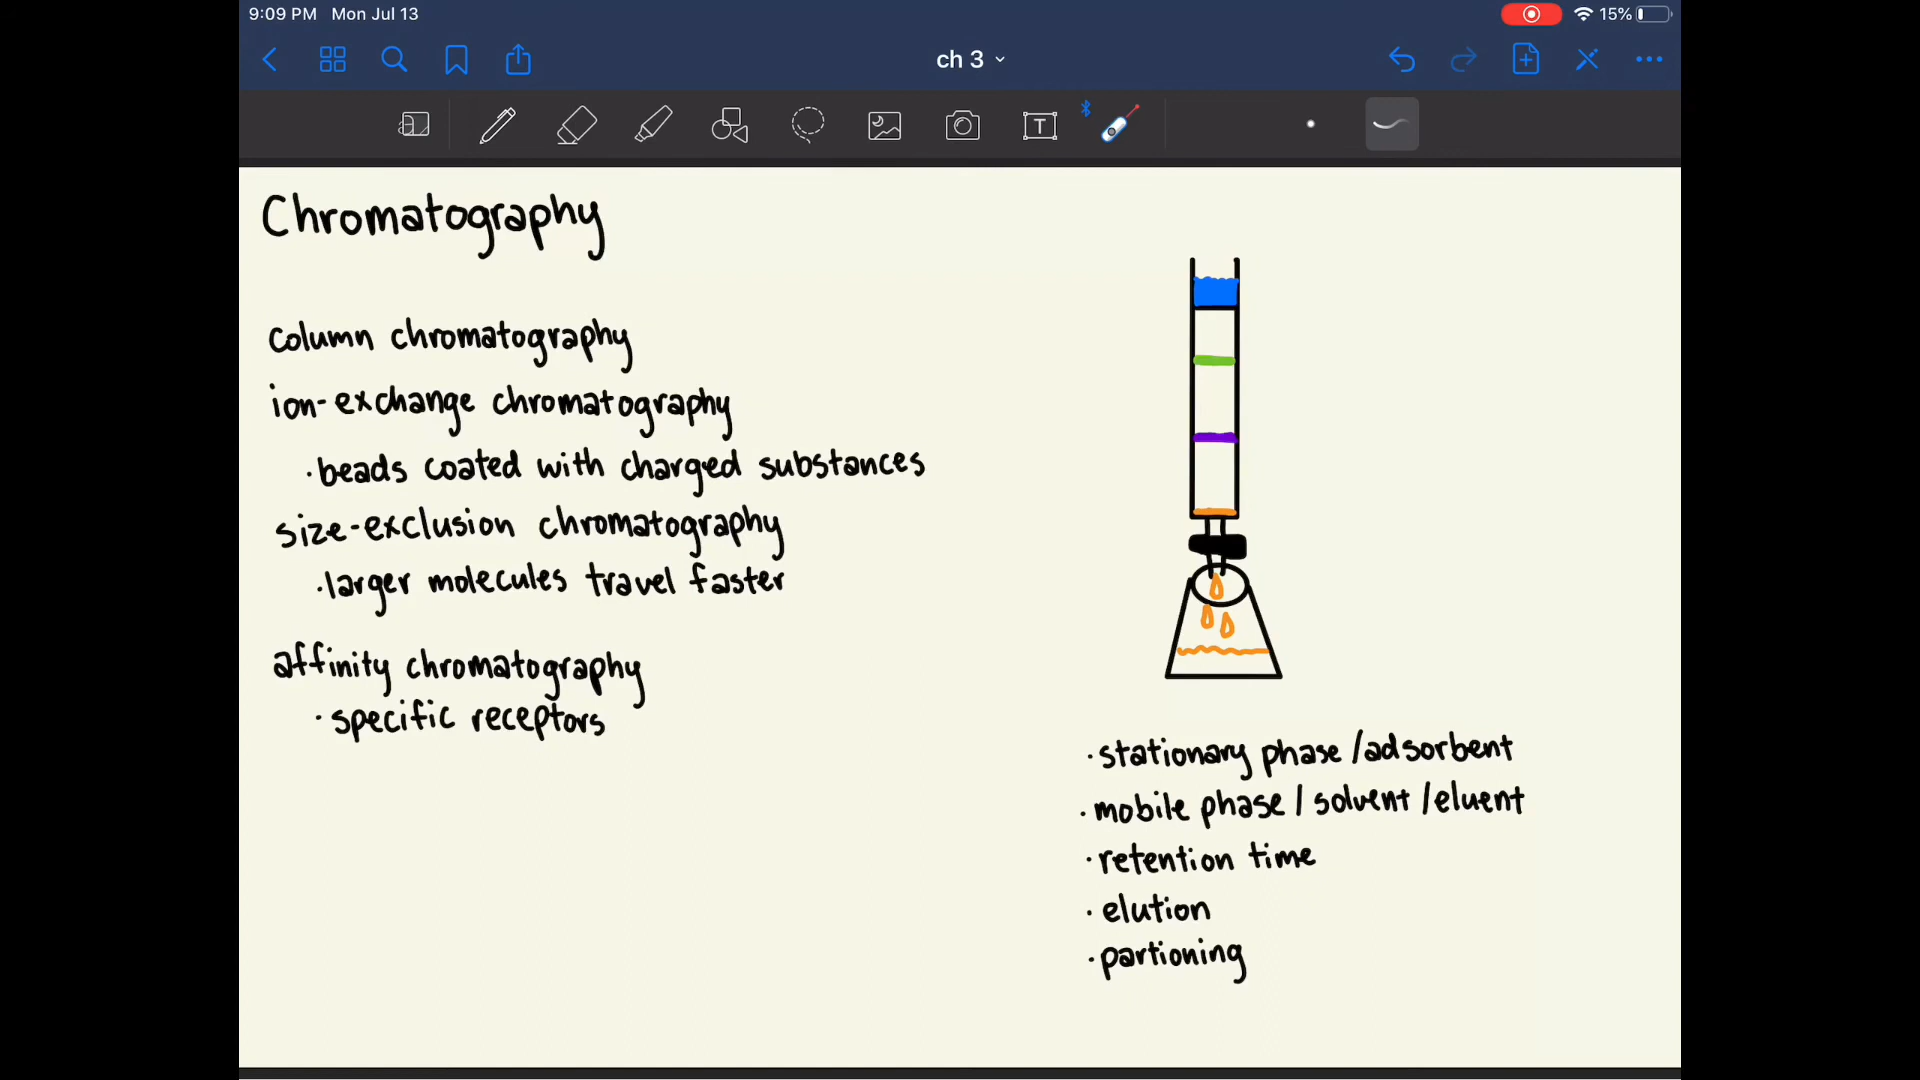 9:09 PM Mon Jul 13
15%
ch 3
T
Chromatography
column chromatography
ion-exchange chromatography
· beads coated with charged substances
size-exclusion chromatography
· larger molecules travel faster
affinity chromatography
· specific receptors
· stationary phase / adsorbent
· mobile phase / solvent / eluent
· retention time
· elution
· partioning